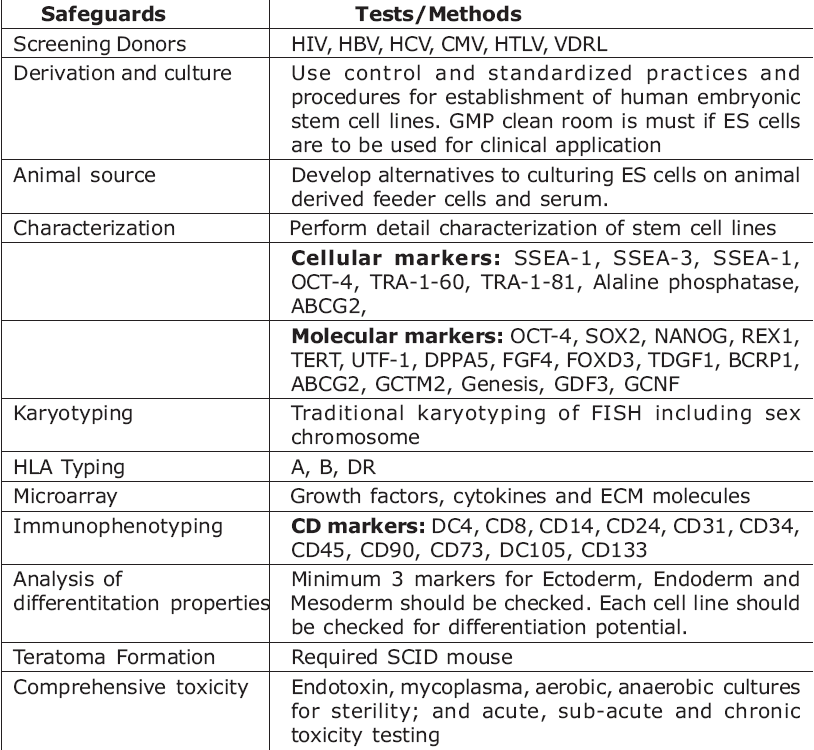 Safeguards Tests/Methods
Screening Donors HIV, HBV, HCV, CMV, HTLV, VDRL
Derivation and culture Use control and standardized practices and
procedures for establishment of human embryonic
stem cell lines. GMP clean room is must if ES cells
are to be used for clinical application
Animal source Develop alternatives to culturing ES cells on animal
derived feeder cells and serum.
Characterization Perform detail characterization of stem cell lines
Cellular markers: SSEA-1, SSEA-3, SSEA-1,
OCT-4, TRA-1-60, TRA-1-81, Alaline phosphatase,
ABCG2,
Molecular markers: OCT-4, SOX2, NANOG, REX1,
TERT, UTF-1, DPPA5, FGF4, FOXD3, TDGF1, BCRP1,
ABCG2, GCTM2, Genesis, GDF3, GCNF
Karyotyping Traditional karyotyping of FISH including sex
chromosome
HLA Typing A, B, DR
Microarray Growth factors, cytokines and ECM molecules
Immunophenotyping CD markers: DC4, CD8, CD14, CD24, CD31, CD34,
CD45, CD90, CD73, DC105, CD133
Analysis of Minimum 3 markers for Ectoderm, Endoderm and
differentitation properties Mesoderm should be checked. Each cell line should
be checked for differentiation potential.
Teratoma Formation Required SCID mouse
Comprehensive toxicity Endotoxin, mycoplasma, aerobic, anaerobic cultures
for sterility; and acute, sub-acute and chronic
toxicity testing